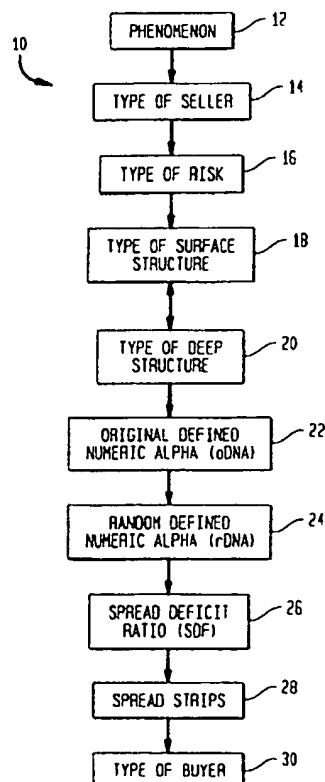 10
PHENOMENON
12
TYPE OF SELLER
14
TYPE OF RISK
16
TYPE OF SURFACE
STRUCTURE
18
TYPE OF DEEP
STRUCTURE
20
ORIGINAL DEFINED
NUMERIC ALPHA (oDNA)
22
RANDOM DEFINED
NUMERIC ALPHA (rDNA)
24
SPREAD DEFICIT
RATIO (SDF)
26
SPREAD STRIPS
28
TYPE OF BUYER
30